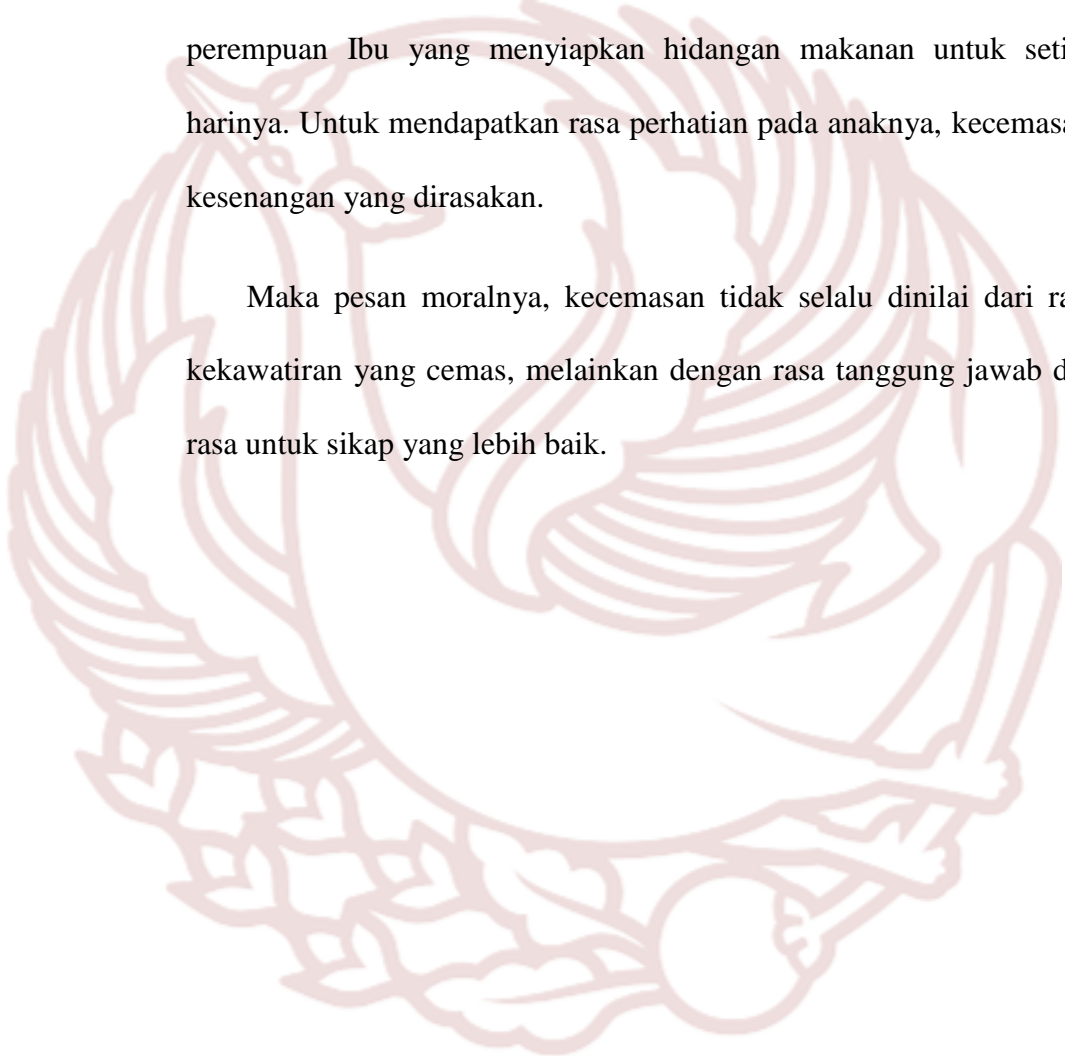 perempuan Ibu yang menyiapkan hidangan makanan untuk seti
harinya. Untuk mendapatkan rasa perhatian pada anaknya, kecemasa
kesenangan yang dirasakan.
Maka pesan moralnya, kecemasan tidak selalu dinilai dari ra
kekawatiran yang cemas, melainkan dengan rasa tanggung jawab d
rasa untuk sikap yang lebih baik.